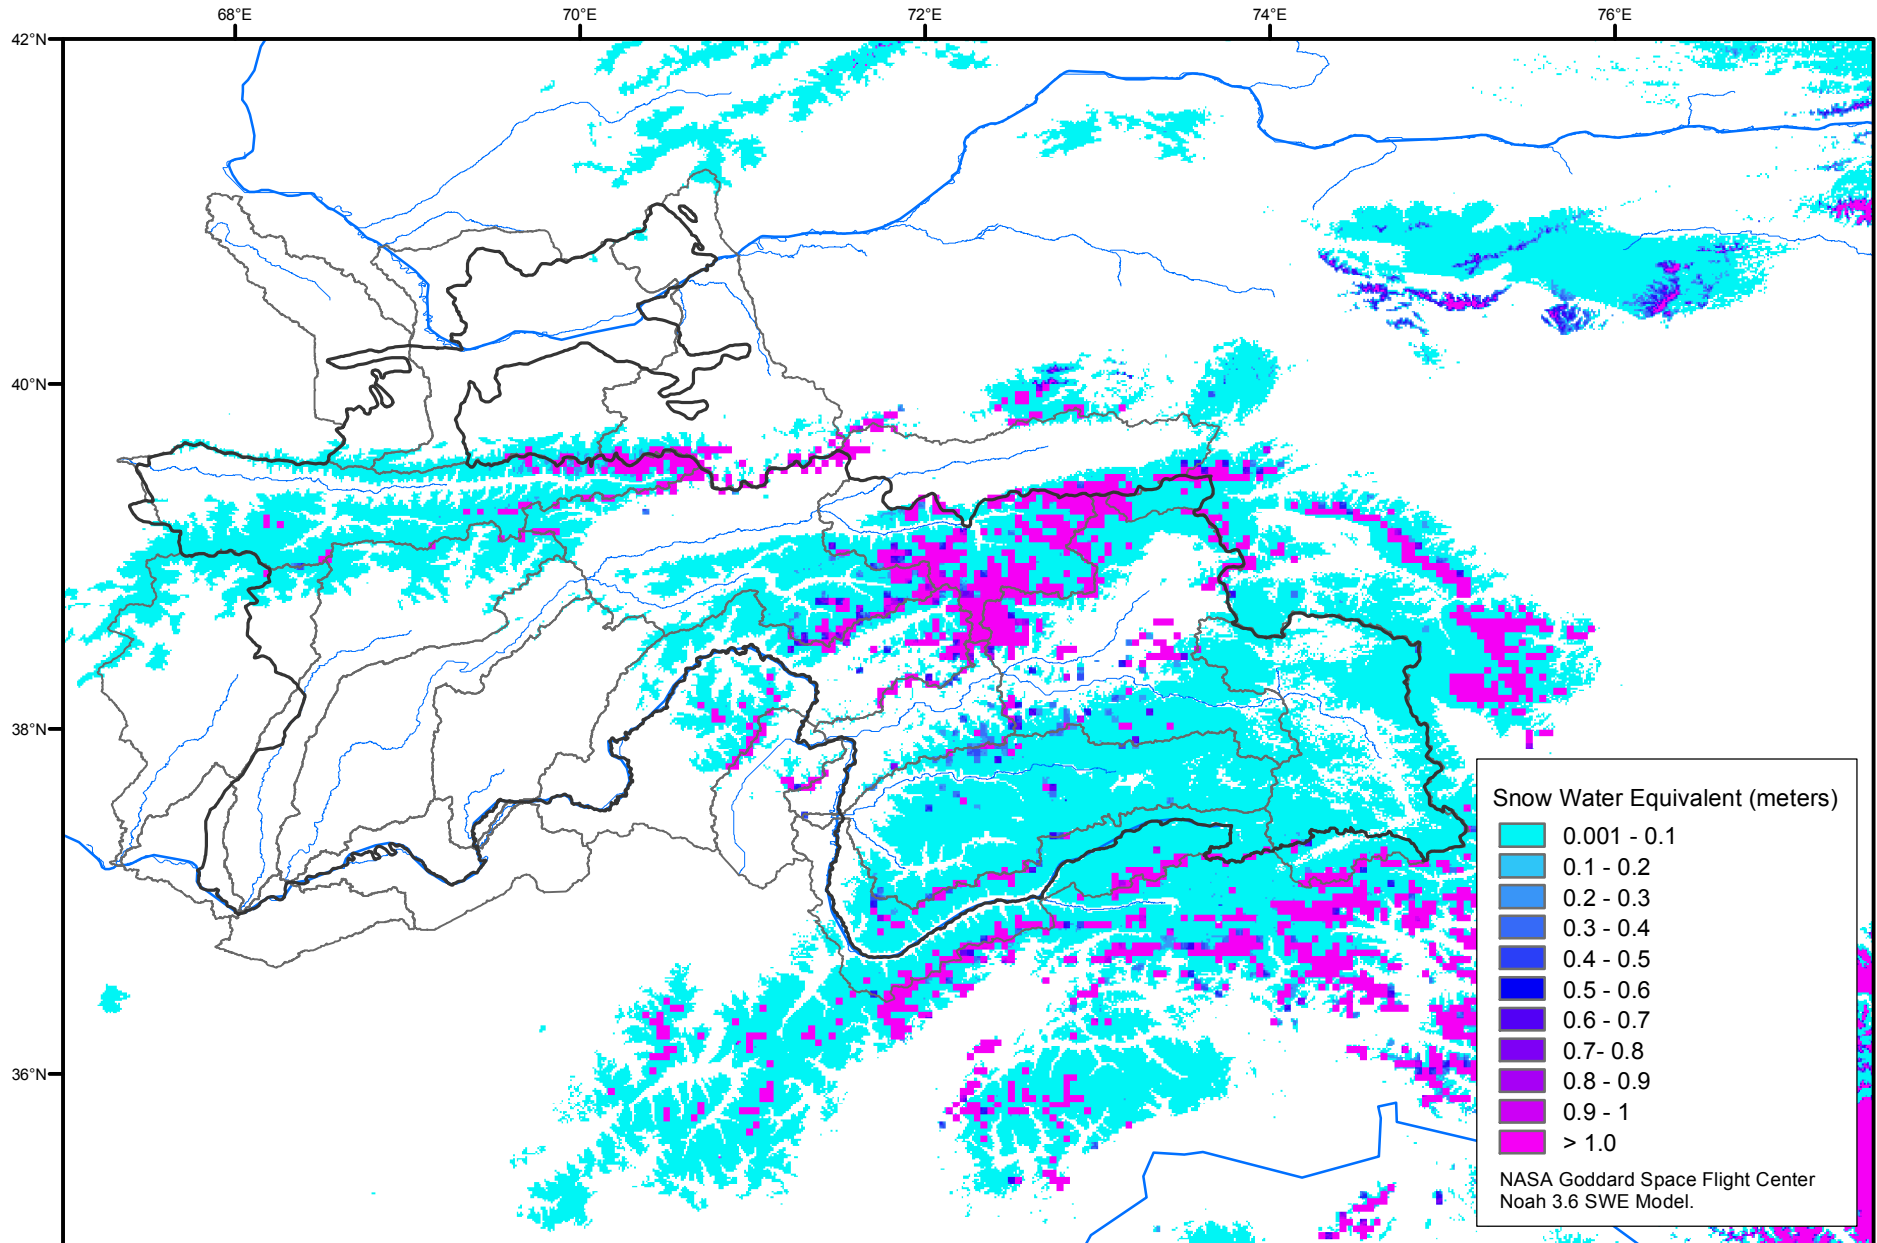 68°E 70°E 72°E 74°E 76°E
42°N
40°N
38°N
36°N
Snow Water Equivalent (meters)
0.001 - 0.1
0.1 - 0.2
0.2 - 0.3
0.3 - 0.4
0.4 - 0.5
0.5 - 0.6
0.6 - 0.7
0.7- 0.8
0.8 - 0.9
0.9 - 1
> 1.0
NASA Goddard Space Flight Center
Noah 3.6 SWE Model.